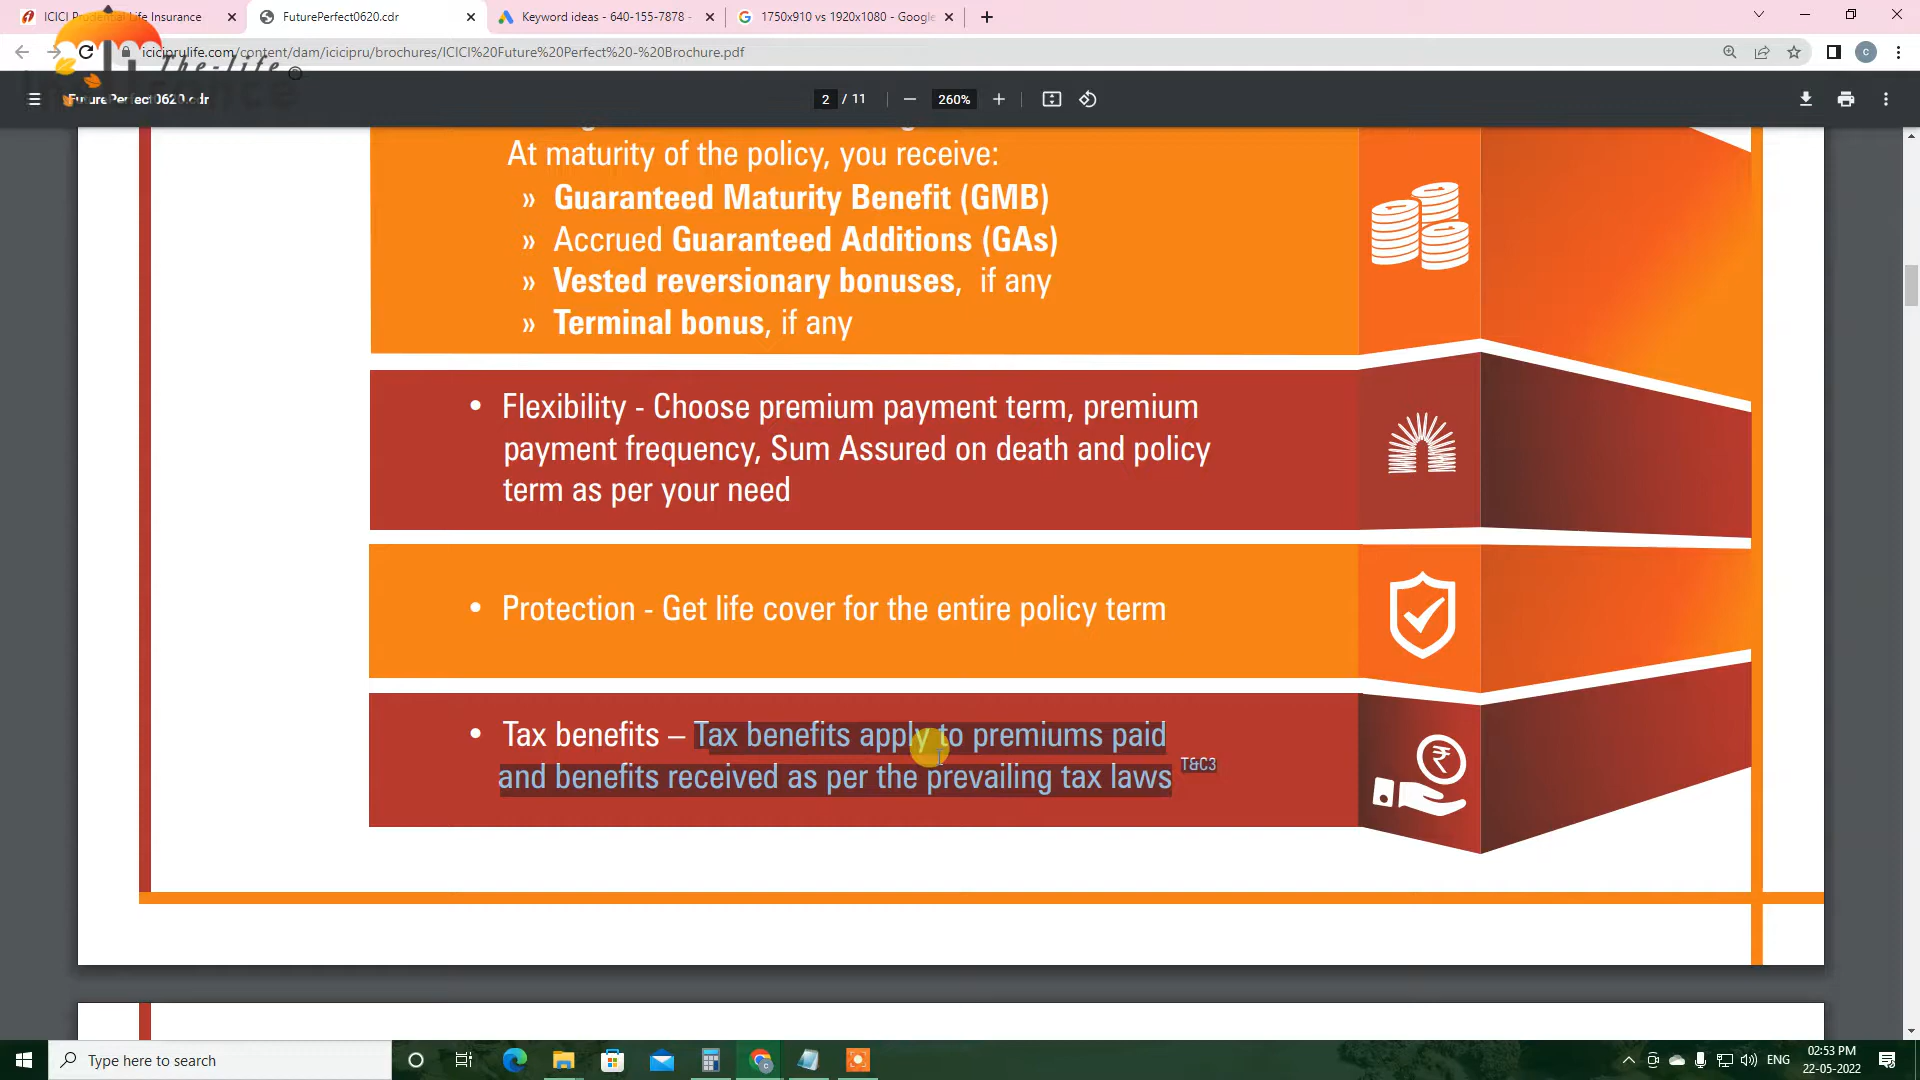 ICICI Prudential Life Insurance
FuturePerfect0620.cdr
Keyword ideas - 640-155-7878 -
1750x910 vs 1920x1080 - Google
iciciprulife.com/content/dam/icicipru/brochures/ICICI%20Future%20Perfect%20-%20Brochure.pdf
The-life
FuturePerfect0620.cdr
2 / 11
260%
At maturity of the policy, you receive:
» Guaranteed Maturity Benefit (GMB)
» Accrued Guaranteed Additions (GAs)
» Vested reversionary bonuses, if any
» Terminal bonus, if any
• Flexibility - Choose premium payment term, premium
payment frequency, Sum Assured on death and policy
term as per your need
• Protection - Get life cover for the entire policy term
• Tax benefits – Tax benefits apply to premiums paid
and benefits received as per the prevailing tax laws T&C3
Type here to search
ENG
02:53 PM
22-05-2022